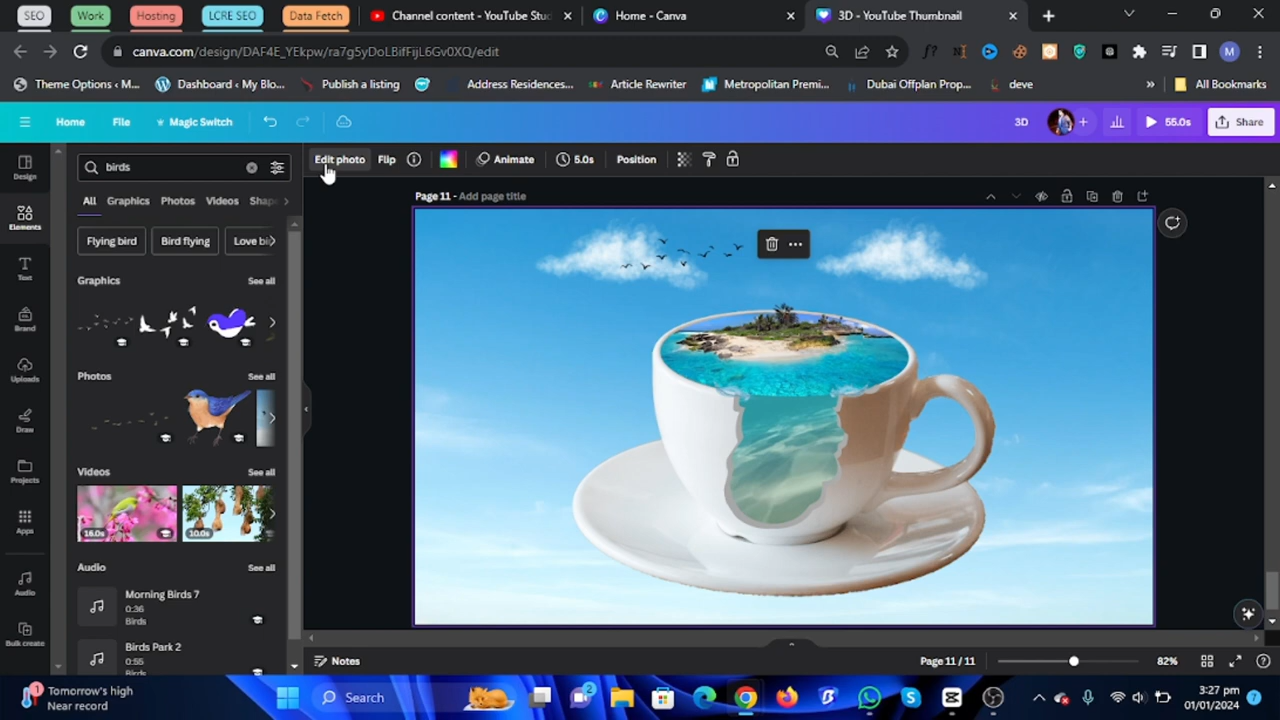 SEO
Work
Hosting
LCRE SEO
Data Fetch
Channel content - YouTube Stud
Home - Canva
3D - YouTube Thumbnail
canva.com/design/DAF4E_YEkpw/ra7g5yDoLBifFijL6Gv0XQ/edit
Theme Options ‹ M...
Dashboard ‹ My Blo...
Publish a listing
Address Residences...
Article Rewriter
Metropolitan Premi...
Dubai Offplan Prop...
deve
»
All Bookmarks
Home
File
Magic Switch
3D
55.0s
Share
Design
Elements
Text
Brand
Uploads
Draw
Projects
Apps
Audio
Bulk create
birds
All
Graphics
Photos
Videos
Shap
Flying bird
Bird flying
Love bi
Graphics
See all
Photos
See all
Videos
See all
16.0s
10.0s
Audio
See all
Morning Birds 7
0:36
Birds
Birds Park 2
0:55
Birds
Edit photo
Flip
Animate
5.0s
Position
Page 11 - Add page title
Notes
Page 11 / 11
82%
1
Tomorrow's high
Near record
Search
2
3:27 pm
01/01/2024
7